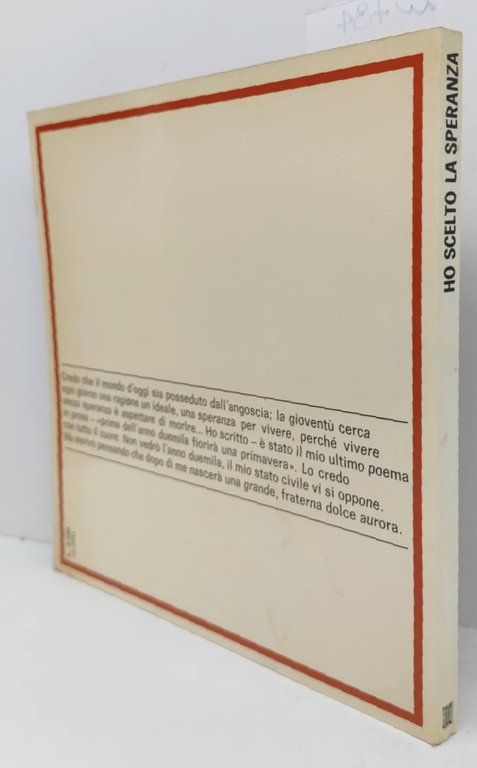 HO SCELTO LA SPERANZA
Credo che il mondo d'oggi sia posseduto dall'angoscia; la gioventù cerca
ogni giorno una ragione un ideale, una speranza per vivere, perché vivere
senza speranza è aspettare di morire... Ho scritto – è stato il mio ultimo poema
in prosa – «prima dell'anno duemila fiorirà una primavera». Lo credo
con tutto il cuore. Non vedrò l'anno duemila, il mio stato civile vi si oppone.
Ma morirò pensando che dopo di me nascerà una grande, fraterna dolce aurora.